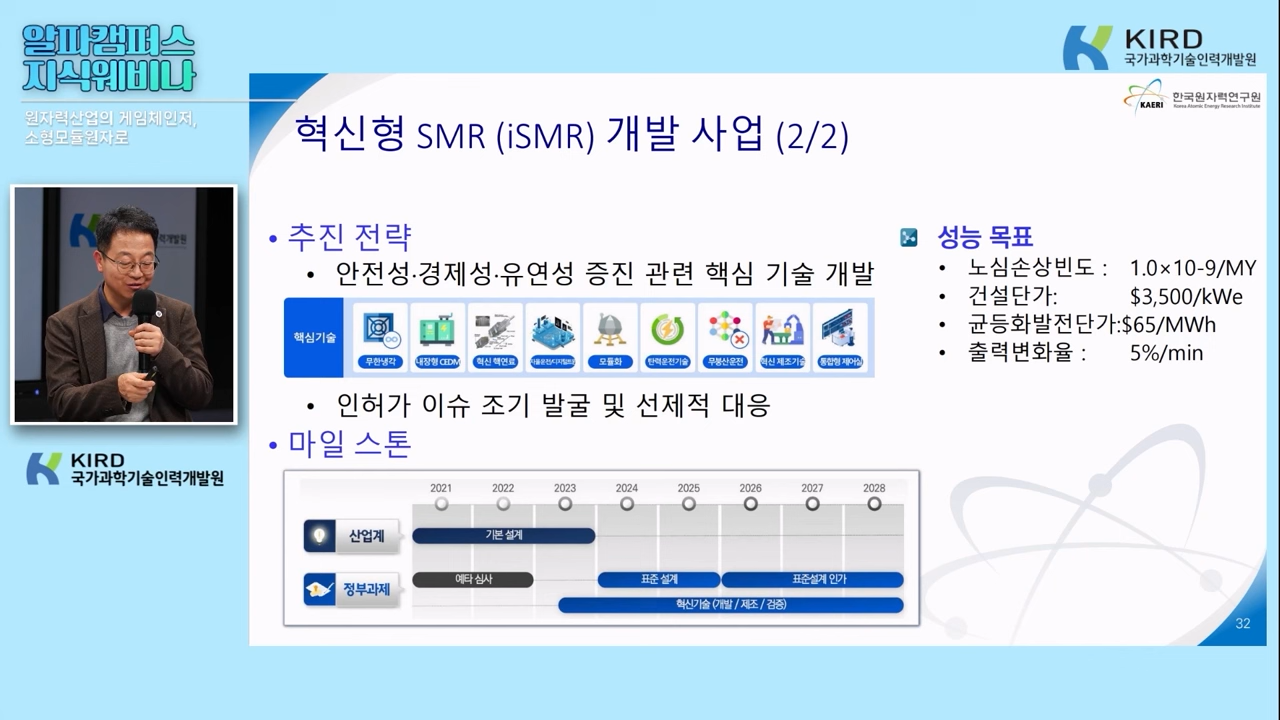 알파캠퍼스
지식웨비나
원자력산업의 게임체인저,
소형모듈원자로
KIRD
국가과학기술인력개발원
KAERI
한국원자력연구원
Korea Atomic Energy Research Institute
혁신형 SMR (iSMR) 개발 사업 (2/2)
• 추진 전략
• 안전성·경제성·유연성 증진 관련 핵심 기술 개발
핵심기술
무한냉각
내장형 CEDM
혁신 핵연료
모듈화
탄력운전기술
무붕산운전
혁신 제조기술
통합형 제어실
• 인허가 이슈 조기 발굴 및 선제적 대응
• 마일 스톤
2021 2022 2023 2024 2025 2026 2027 2028
산업계
기본 설계
정부과제
예타 심사
표준 설계
표준설계 인가
혁신기술 (개발 / 제조 / 검증)
성능 목표
• 노심손상빈도 : 1.0×10-9/MY
• 건설단가: $3,500/kWe
• 균등화발전단가:$65/MWh
• 출력변화율 : 5%/min
32
KIRD
국가과학기술인력개발원